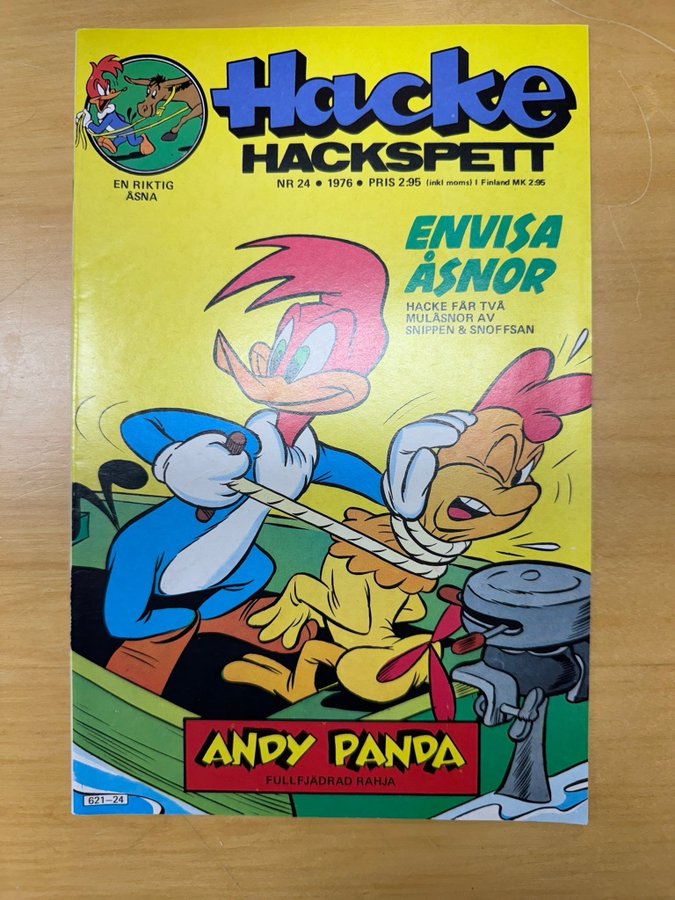 Hacke
HACKSPETT
NR 24 • 1976 • PRIS 2:95 (inkl moms) I Finland MK 2:95
EN RIKTIG
ÅSNA
ENVISA
ÅSNOR
HACKE FÅR TVÅ
MULÅSNOR AV
SNIPPEN & SNOFFSAN
ANDY PANDA
FULLFJÄDRAD RAHJA
621-24